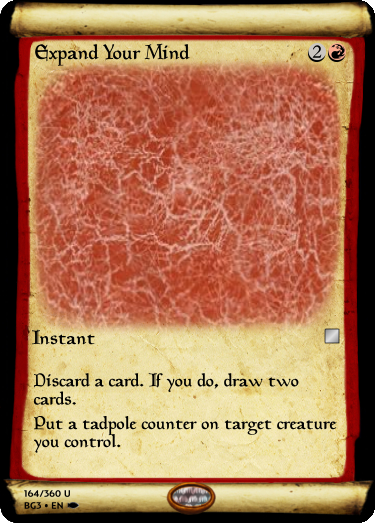 Expand Your Mind 2
Instant
Discard a card. If you do, draw two
cards.
Put a tadpole counter on target creature
you control.
164/360 U
BG3 • EN